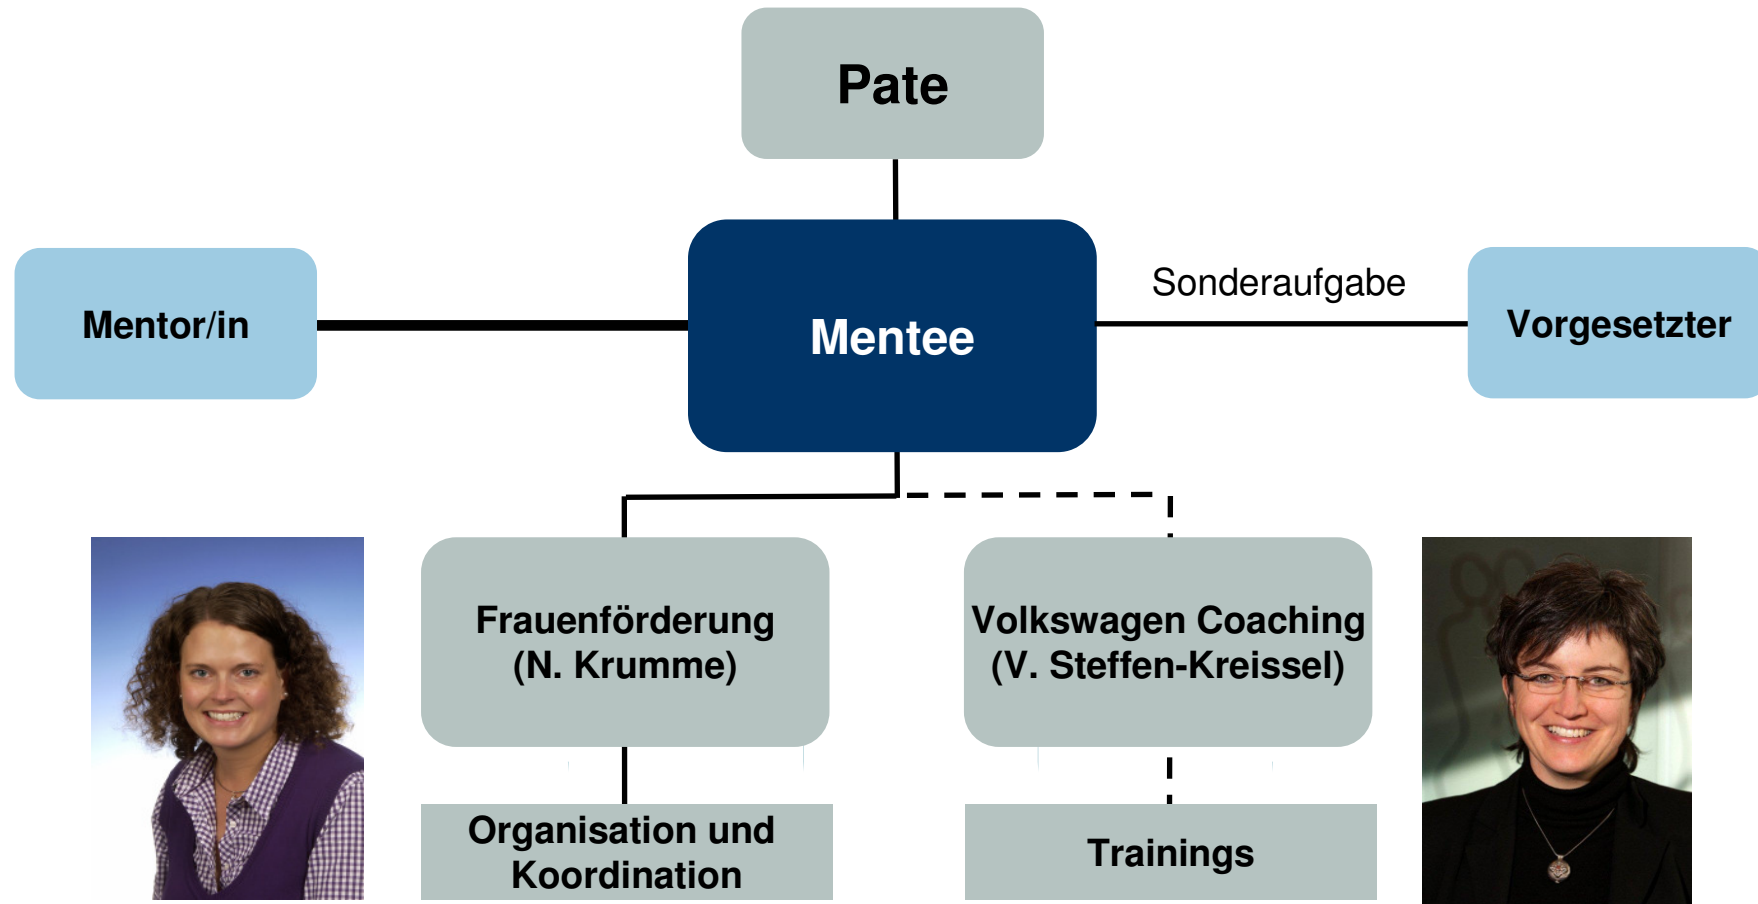 Pate
Mentor/in
Mentee
Sonderaufgabe
Vorgesetzter
Frauenförderung
(N. Krumme)
Volkswagen Coaching
(V. Steffen-Kreissel)
Organisation und
Koordination
Trainings